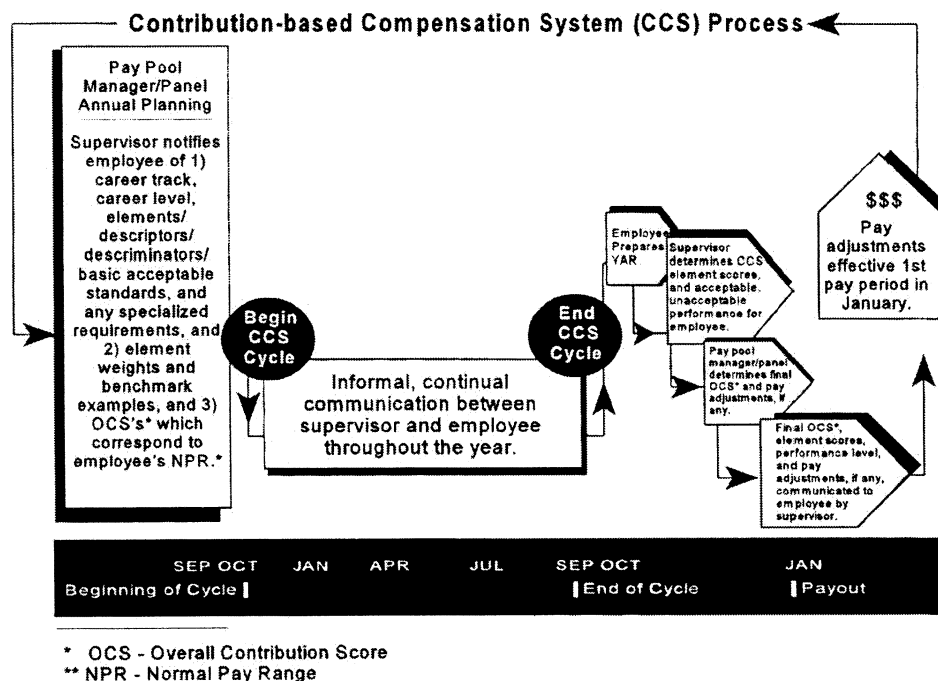 Contribution-based Compensation System (CCS) Process
Pay Pool
Manager/Panel
Annual Planning
Supervisor notifies
employee of 1)
career track,
career level,
elements/
descriptors/
descriminators/
basic acceptable
standards, and
any specialized
requirements, and
2) element
weights and
benchmark
examples, and 3)
OCS's* which
correspond to
employee's NPR.*
Begin
CCS
Cycle
Informal, continual
communication between
supervisor and employee
throughout the year.
End
CCS
Cycle
Employee
Prepares
YAR.
Supervisor
determines CCS
element scores,
and acceptable,
unacceptable
performance for
employee.
Pay pool
manager/panel
determines final
OCS* and pay
adjustments, if
any.
Final OCS*,
element scores,
performance level,
and pay
adjustments, if any,
communicated to
employee by
supervisor.
$$$
Pay
adjustments
effective 1st
pay period in
January.
SEP OCT JAN APR JUL SEP OCT JAN
Beginning of Cycle End of Cycle Payout
* OCS - Overall Contribution Score
** NPR - Normal Pay Range